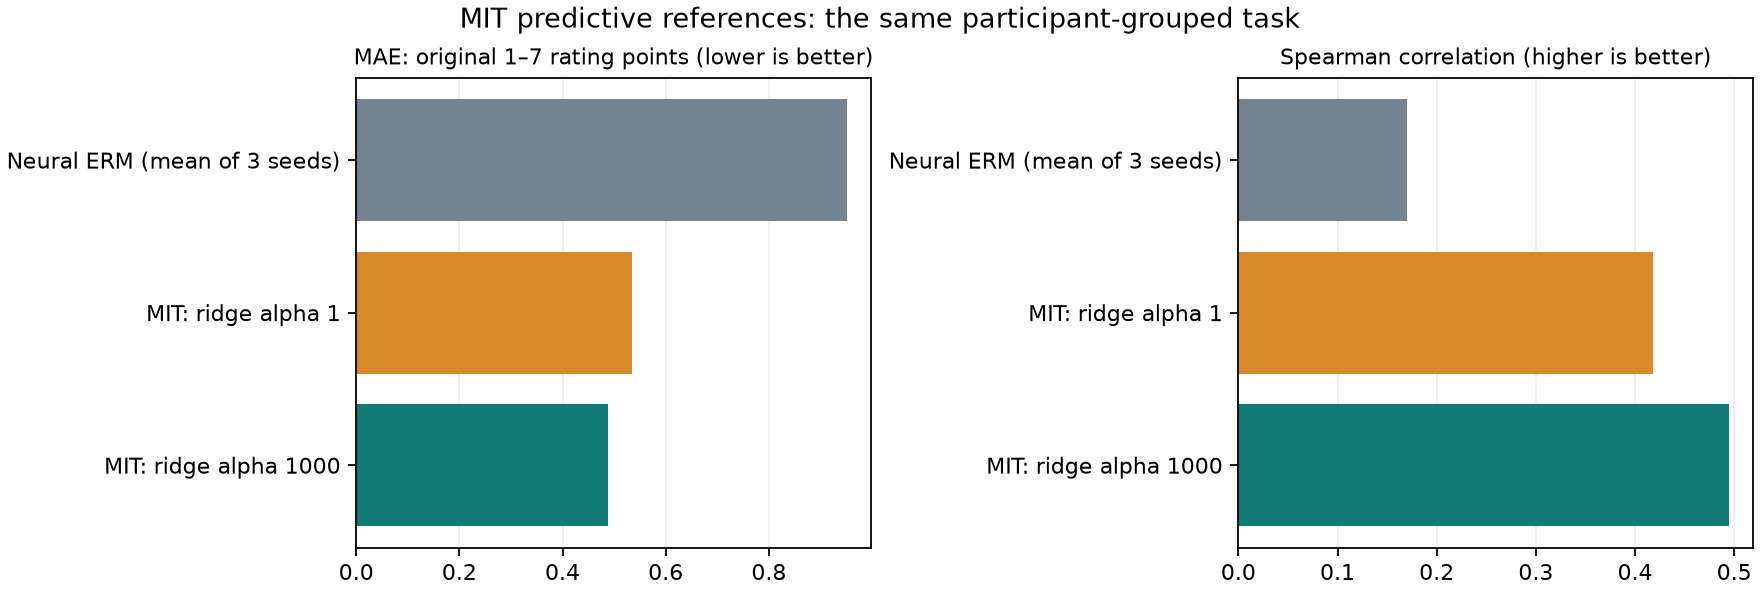 MIT predictive references: the same participant-grouped task
MAE: original 1–7 rating points (lower is better)
Neural ERM (mean of 3 seeds)
MIT: ridge alpha 1
MIT: ridge alpha 1000
0.0 0.2 0.4 0.6 0.8
Spearman correlation (higher is better)
Neural ERM (mean of 3 seeds)
MIT: ridge alpha 1
MIT: ridge alpha 1000
0.0 0.1 0.2 0.3 0.4 0.5